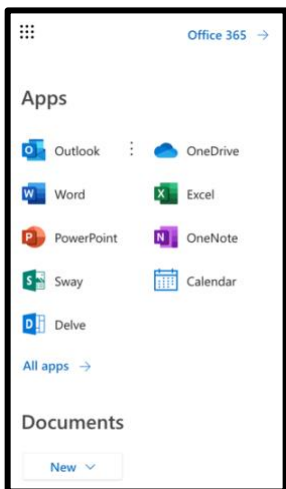 Office 365 →
Apps
Outlook OneDrive
Word Excel
PowerPoint OneNote
Sway Calendar
Delve
All apps →
Documents
New